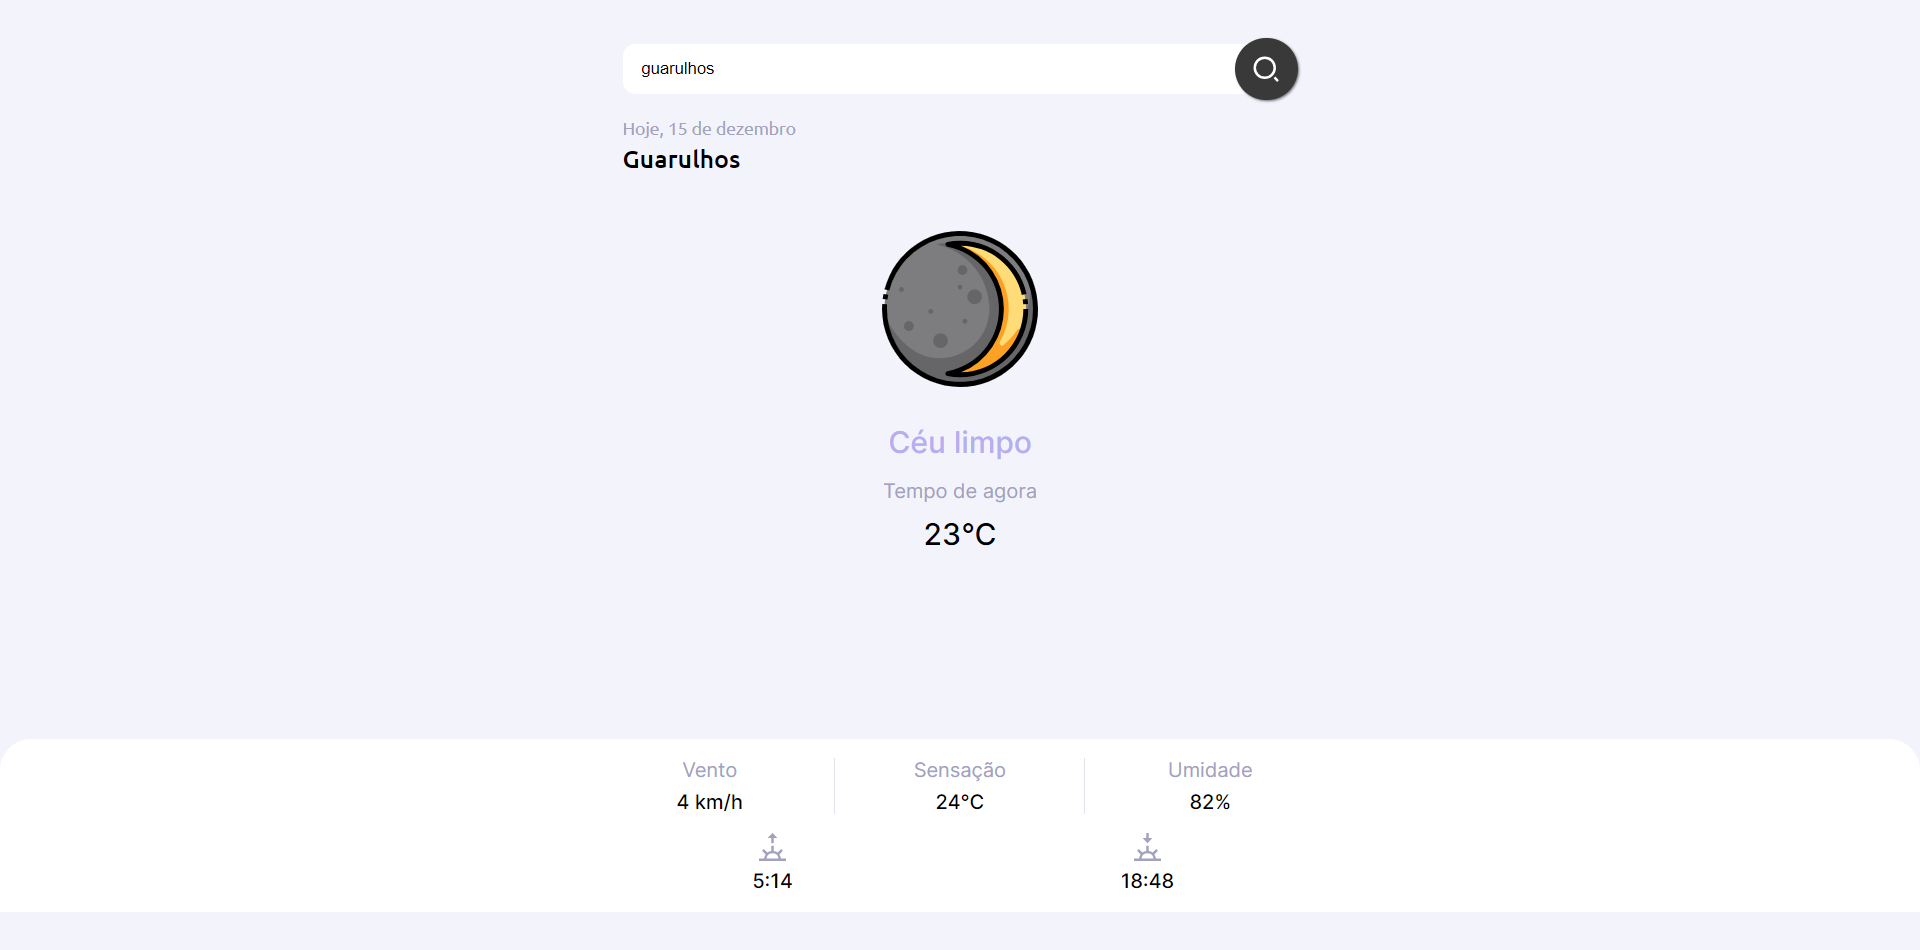 guarulhos
Hoje, 15 de dezembro
Guarulhos
Céu limpo
Tempo de agora
23°C
Vento
4 km/h
Sensação
24°C
Umidade
82%
5:14
18:48